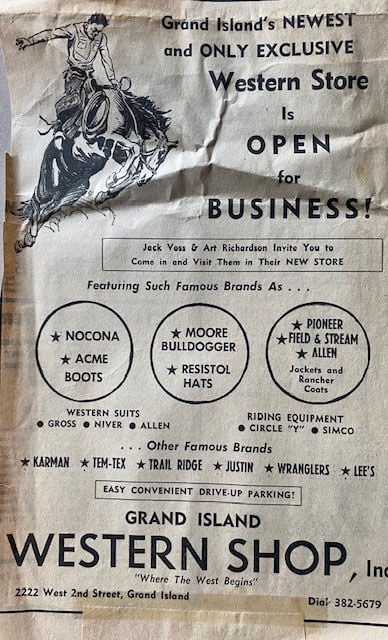 Grand Island's NEWEST
and ONLY EXCLUSIVE
Western Store
Is
OPEN
for
BUSINESS!
Jack Voss & Art Richardson Invite You to
Come in and Visit Them in Their NEW STORE
Featuring Such Famous Brands As . . .
★ NOCONA
★ ACME
BOOTS
★ MOORE
BULLDOGGER
★ RESISTOL
HATS
★ PIONEER
★ FIELD & STREAM
★ ALLEN
Jackets and
Rancher
Coats
WESTERN SUITS
● GROSS ● NIVER ● ALLEN
RIDING EQUIPMENT
● CIRCLE "Y" ● SIMCO
. . . Other Famous Brands
★ KARMAN ★ TEM-TEX ★ TRAIL RIDGE ★ JUSTIN ★ WRANGLERS ★ LEE'S
EASY CONVENIENT DRIVE-UP PARKING!
GRAND ISLAND
WESTERN SHOP, Inc
"Where The West Begins"
2222 West 2nd Street, Grand Island
Dial 382-5679